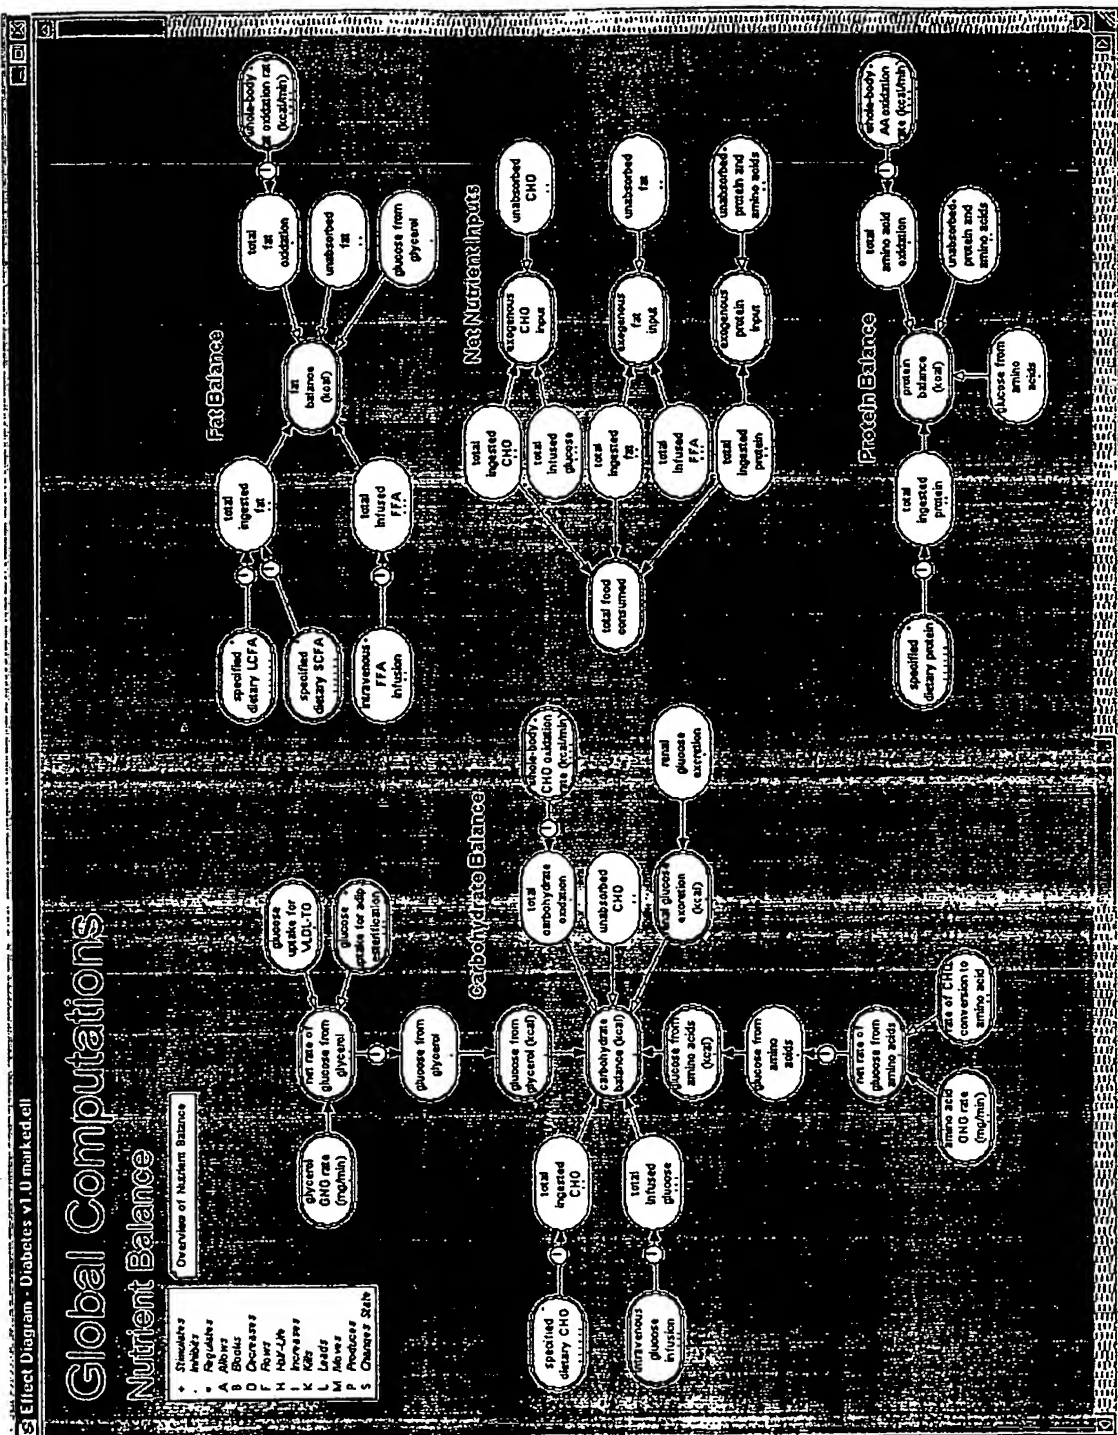 Effect Diagram - Diabetes v1.0 marked.ell
Global Computations
Nutrient Balance
Overview of Nutrient Balance
+ Stimulates
- Inhibits
• Regulates
A Allows
B Blocks
D Decreases
F Flows
H Half-Life
I Increases
K Kills
L Leads
M Moves
P Produces
S Changes State
glycerol
GNG rate
(mg/min)
net rate of
glucose from
glycerol
glucose
uptake for
glucose
uptake for adip
glucose from
glycerol
glucose from
glycerol (kcal)
Carbohydrate Balance
specified
dietary CHO
I
total
ingested
CHO
intravenous
glucose
infusion
I
total
infused
glucose
carbohydrate
balance (kcal)
total
carbohydrate
oxidation
I
whole-body
CHO oxidation
rate (kcal/min)
unabsorbed
CHO
glucose
excretion
(kcal)
renal
glucose
excretion
glucose from
amino acids
(kcal)
glucose from
amino
acids
I
net rate of
glucose from
amino acids
amino acid
GNG rate
(mg/min)
rate of CHO
conversion to
amino acid
Fat Balance
specified
dietary LCFA
I
specified
dietary SCFA
I
total
ingested
fat
intravenous
FFA
infusion
I
total
infused
FFA
fat
balance
(kcal)
total
fat
oxidation
I
whole-body
oxidation
(kcal/min)
unabsorbed
fat
glucose from
glycerol
Net Nutrient Inputs
total food
consumed
total
ingested
CHO
total
infused
glucose
total
ingested
fat
total
infused
FFA
total
ingested
protein
exogenous
CHO
input
exogenous
fat
input
exogenous
protein
input
unabsorbed
CHO
unabsorbed
fat
unabsorbed
protein and
amino acids
Protein Balance
specified
dietary protein
I
total
ingested
protein
protein
balance
(kcal)
glucose from
amino
acids
total
amino acid
oxidation
I
whole-body
AA oxidation
rate (kcal/min)
unabsorbed
protein and
amino acids